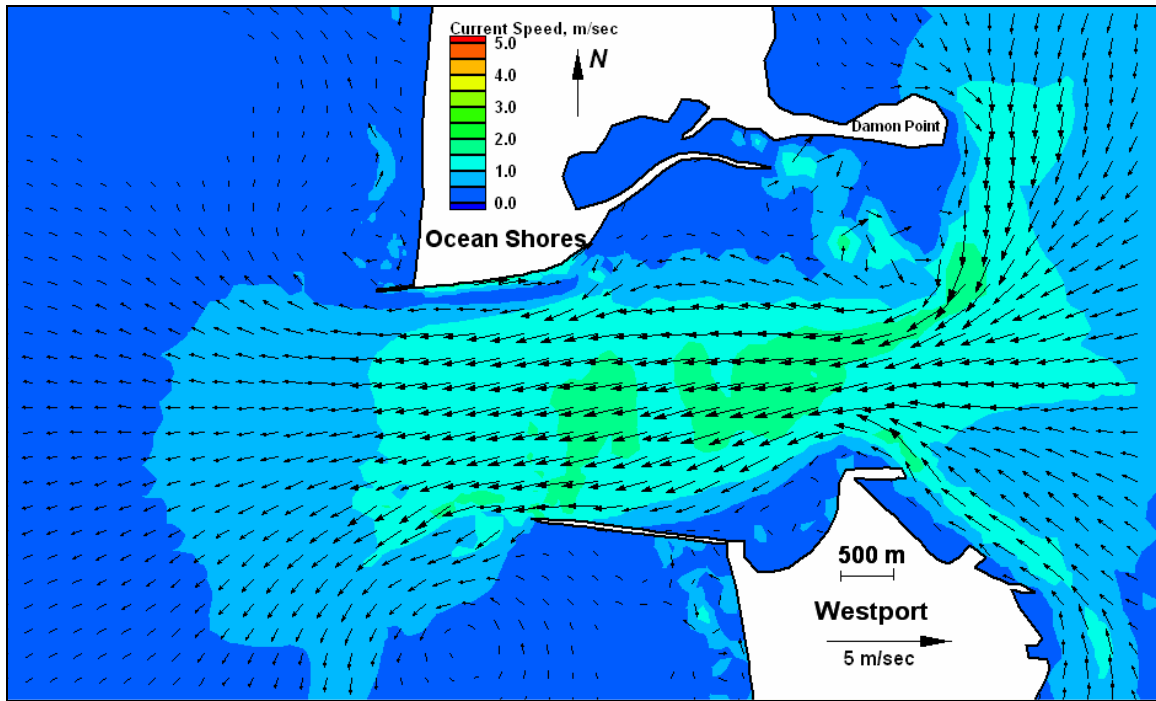 Current Speed, m/sec
5.0
4.0
3.0
2.0
1.0
0.0
N
Damon Point
Ocean Shores
500 m
Westport
5 m/sec